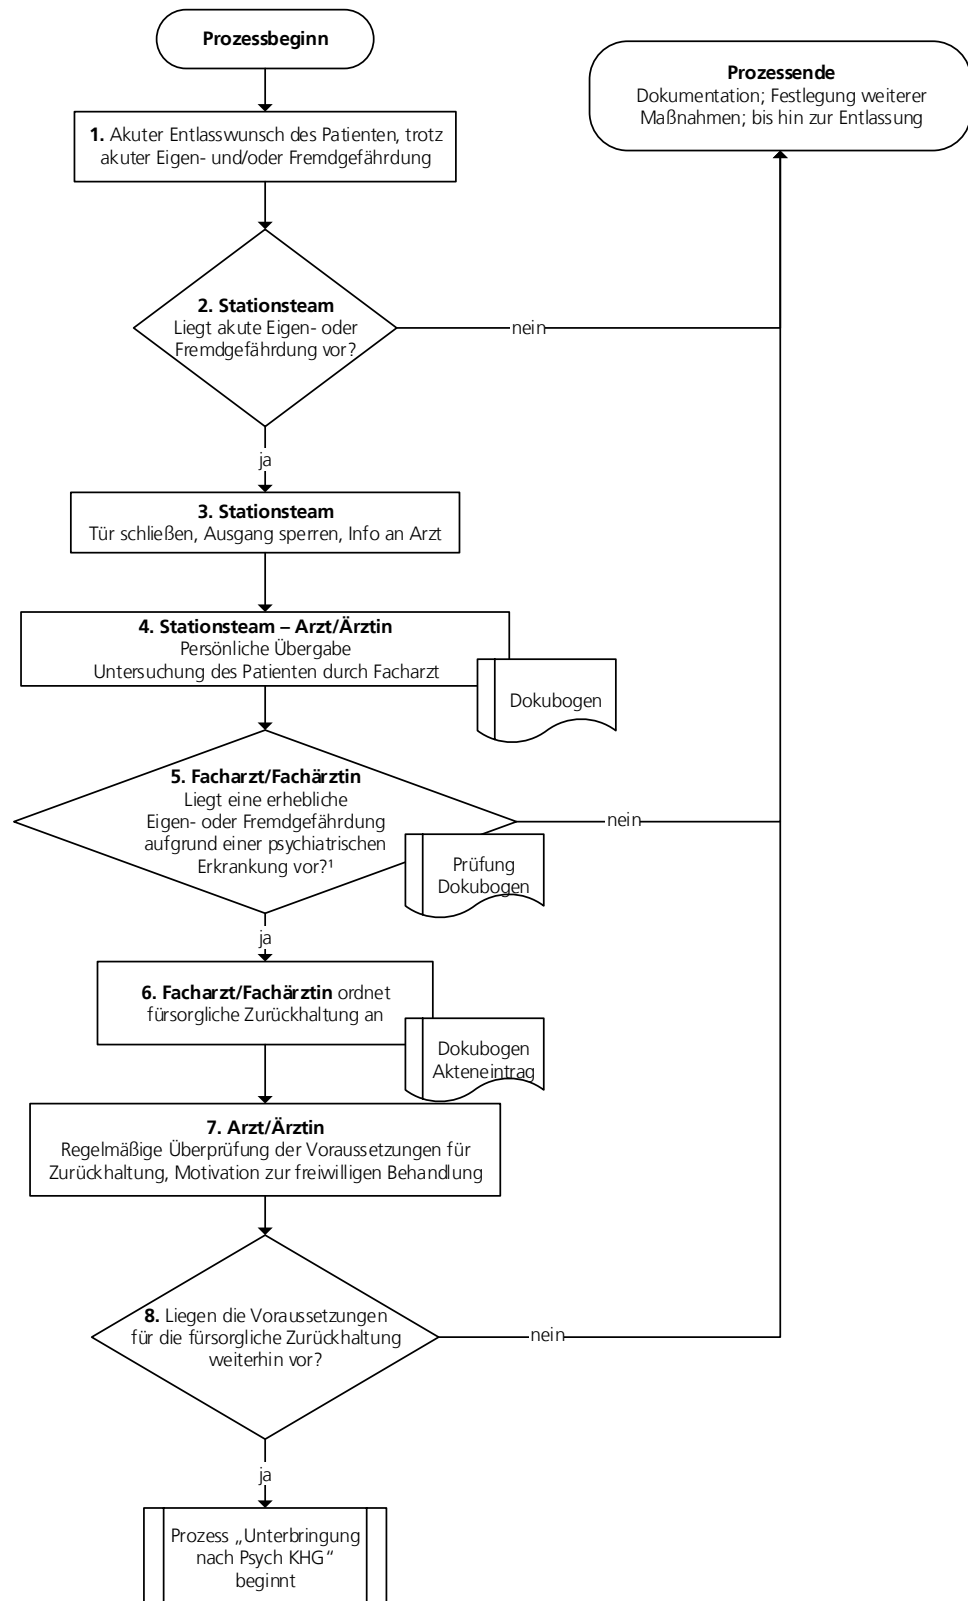 Prozessbeginn
Prozessende
Dokumentation; Festlegung weiterer
Maßnahmen; bis hin zur Entlassung
1. Akuter Entlasswunsch des Patienten, trotz
akuter Eigen- und/oder Fremdgefährdung
2. Stationsteam
Liegt akute Eigen- oder
Fremdgefährdung vor?
nein
ja
3. Stationsteam
Tür schließen, Ausgang sperren, Info an Arzt
4. Stationsteam – Arzt/Ärztin
Persönliche Übergabe
Untersuchung des Patienten durch Facharzt
Dokubogen
5. Facharzt/Fachärztin
Liegt eine erhebliche
Eigen- oder Fremdgefährdung
aufgrund einer psychiatrischen
Erkrankung vor?¹
nein
Prüfung
Dokubogen
ja
6. Facharzt/Fachärztin ordnet
fürsorgliche Zurückhaltung an
Dokubogen
Akteneintrag
7. Arzt/Ärztin
Regelmäßige Überprüfung der Voraussetzungen für
Zurückhaltung, Motivation zur freiwilligen Behandlung
8. Liegen die Voraussetzungen
für die fürsorgliche Zurückhaltung
weiterhin vor?
nein
ja
Prozess „Unterbringung
nach Psych KHG“
beginnt